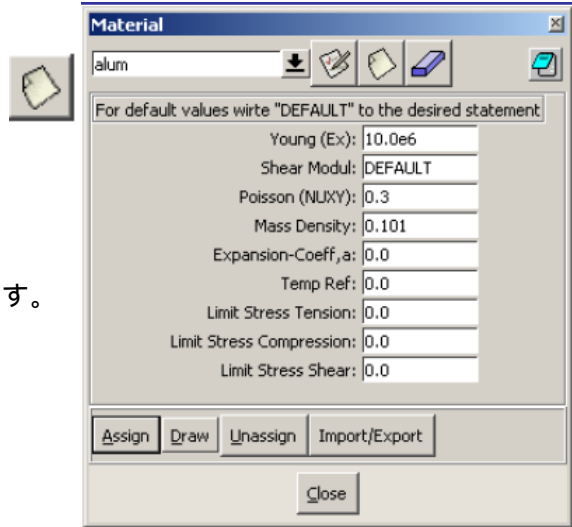 Material
alum
For default values wirte "DEFAULT" to the desired statement
Young (Ex): 10.0e6
Shear Modul: DEFAULT
Poisson (NUXY): 0.3
Mass Density: 0.101
Expansion-Coeff,a: 0.0
Temp Ref: 0.0
す。
Limit Stress Tension: 0.0
Limit Stress Compression: 0.0
Limit Stress Shear: 0.0
Assign Draw Unassign Import/Export
Close